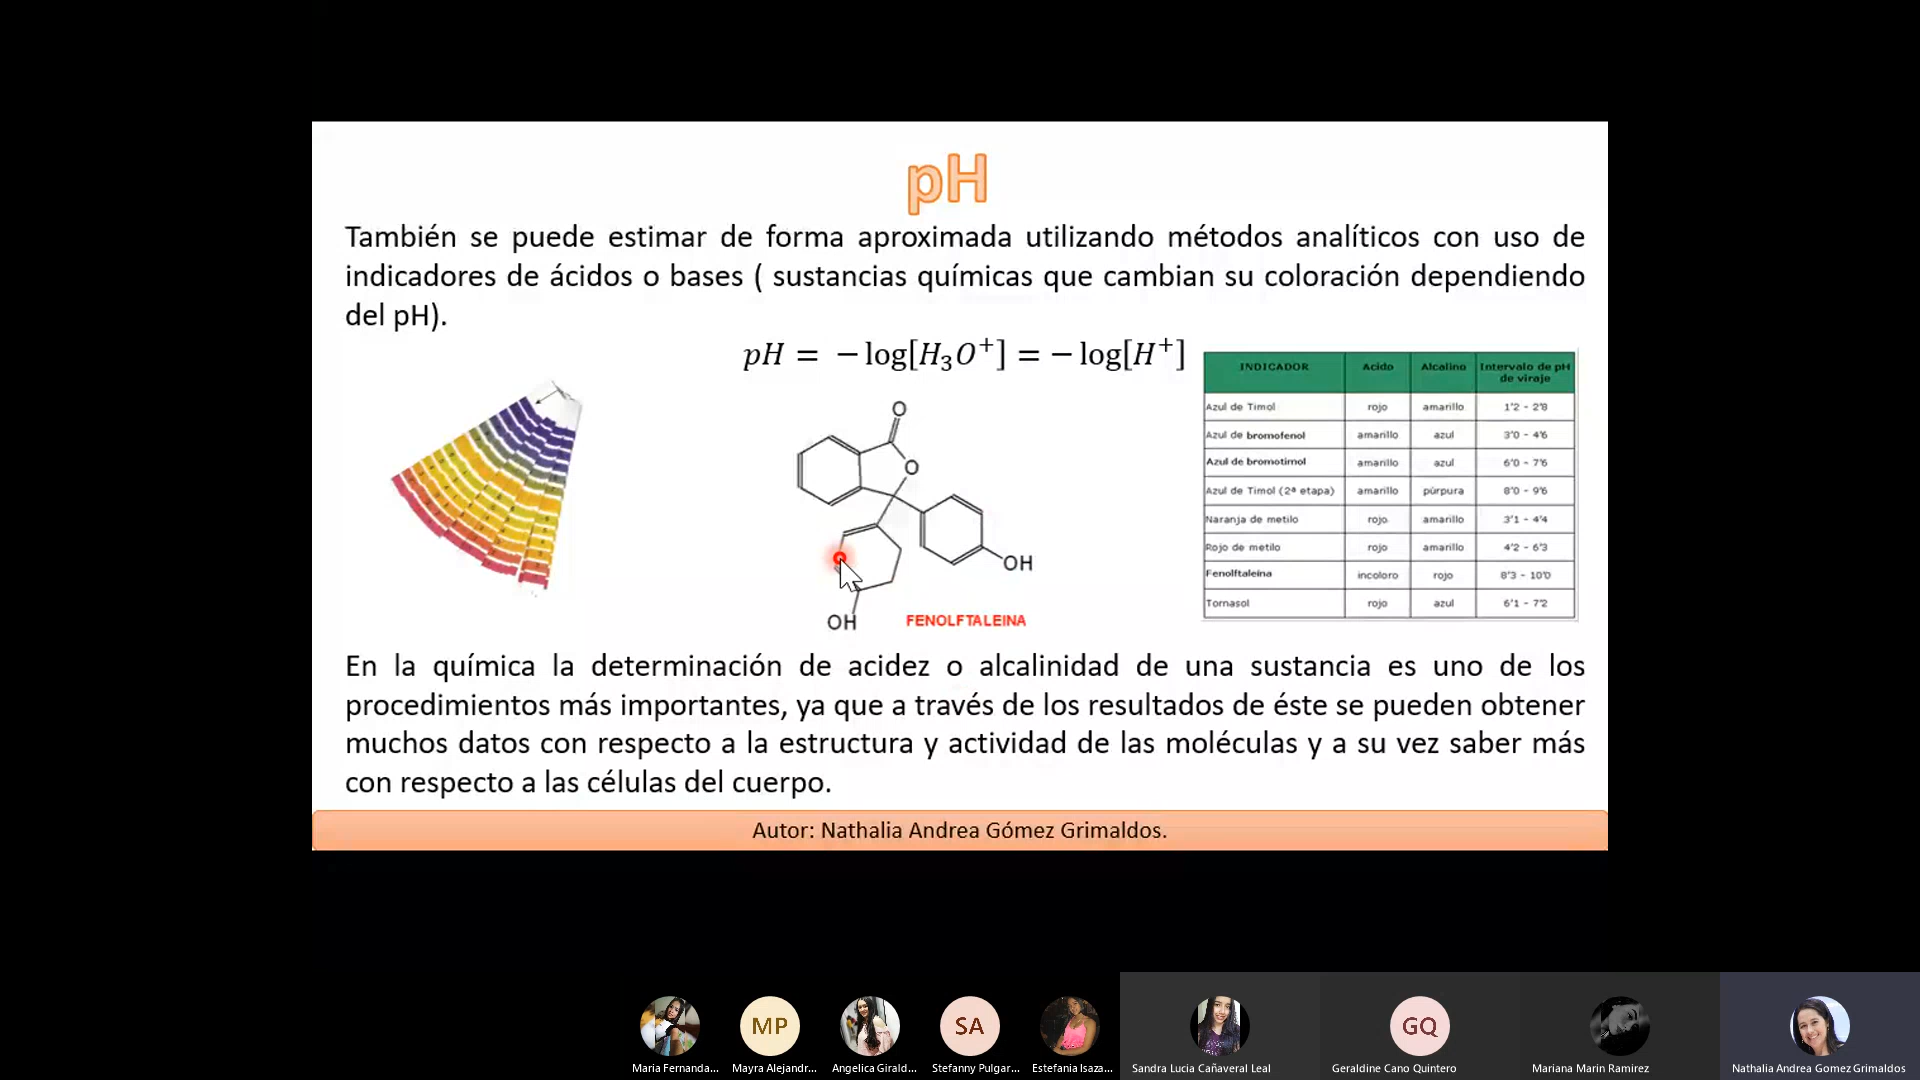 pH
También se puede estimar de forma aproximada utilizando métodos analíticos con uso de
indicadores de ácidos o bases ( sustancias químicas que cambian su coloración dependiendo
del pH).
pH = − log[H₃O⁺] = − log[H⁺]
INDICADOR Acido Alcalino Intervalo de pH de viraje
Azul de Timol rojo amarillo 1'2 - 2'8
Azul de bromofenol amarillo azul 3'0 - 4'6
Azul de bromotimol amarillo azul 6'0 - 7'6
Azul de Timol (2ª etapa) amarillo púrpura 8'0 - 9'6
Naranja de metilo rojo amarillo 3'1 - 4'4
Rojo de metilo rojo amarillo 4'2 - 6'3
Fenolftaleína incoloro rojo 8'3 - 10'0
Tornasol rojo azul 6'1 - 7'2
O
O
OH
OH
FENOLFTALEINA
En la química la determinación de acidez o alcalinidad de una sustancia es uno de los
procedimientos más importantes, ya que a través de los resultados de éste se pueden obtener
muchos datos con respecto a la estructura y actividad de las moléculas y a su vez saber más
con respecto a las células del cuerpo.
Autor: Nathalia Andrea Gómez Grimaldos.
MP
SA
GQ
Maria Fernanda...
Mayra Alejandr...
Angelica Girald...
Stefanny Pulgar...
Estefania Isaza...
Sandra Lucia Cañaveral Leal
Geraldine Cano Quintero
Mariana Marin Ramirez
Nathalia Andrea Gomez Grimaldos